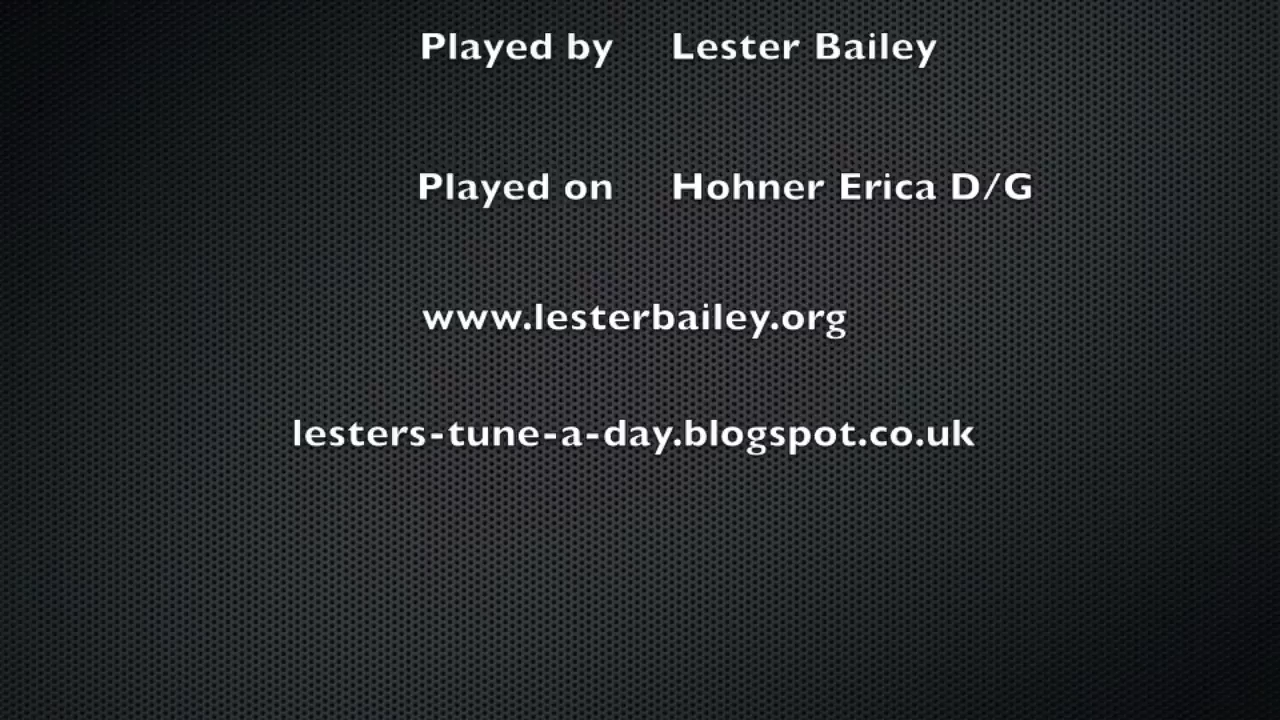 Played by Lester Bailey
Played on Hohner Erica D/G
www.lesterbailey.org
lesters-tune-a-day.blogspot.co.uk